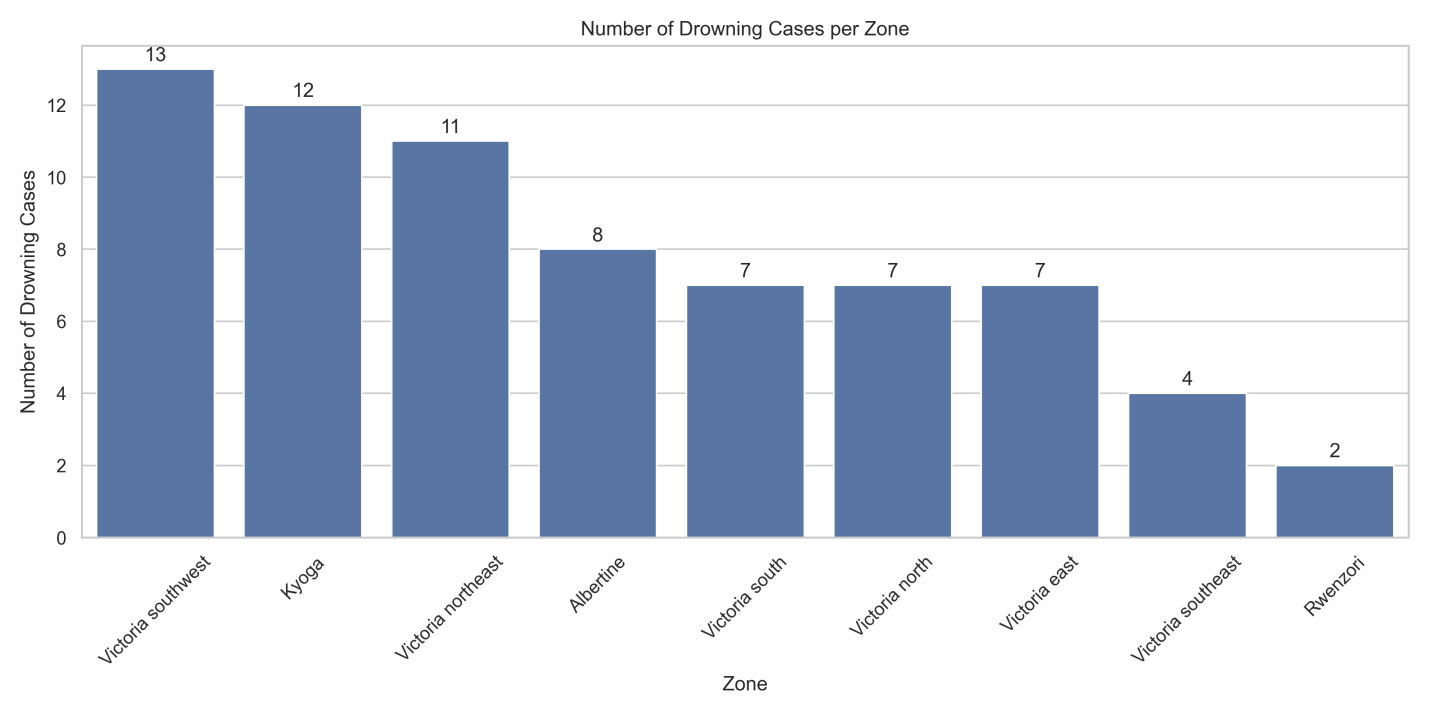 Number of Drowning Cases per Zone
Number of Drowning Cases
12
10
8
6
4
2
0
13
12
11
8
7
7
7
4
2
Victoria southwest
Kyoga
Victoria northeast
Albertine
Victoria south
Victoria north
Victoria east
Victoria southeast
Rwenzori
Zone